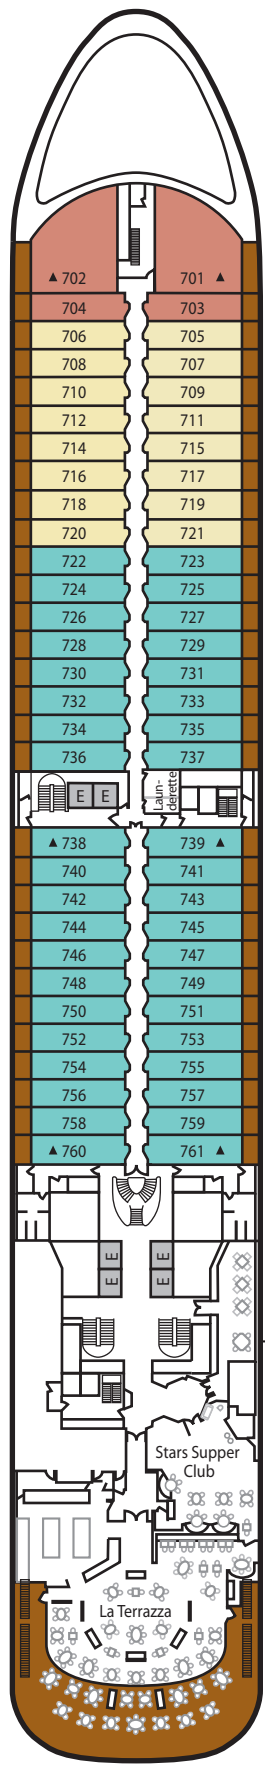 ▲ 702 701 ▲
704 703
706 705
708 707
710 709
712 711
714 715
716 717
718 719
720 721
722 723
724 725
726 727
728 729
730 731
732 733
734 735
736 737
E E
Laun-
derette
▲ 738 739 ▲
740 741
742 743
744 745
746 747
748 749
750 751
752 753
754 755
756 757
758 759
▲ 760 761 ▲
E E
E E
Stars Supper
Club
La Terrazza